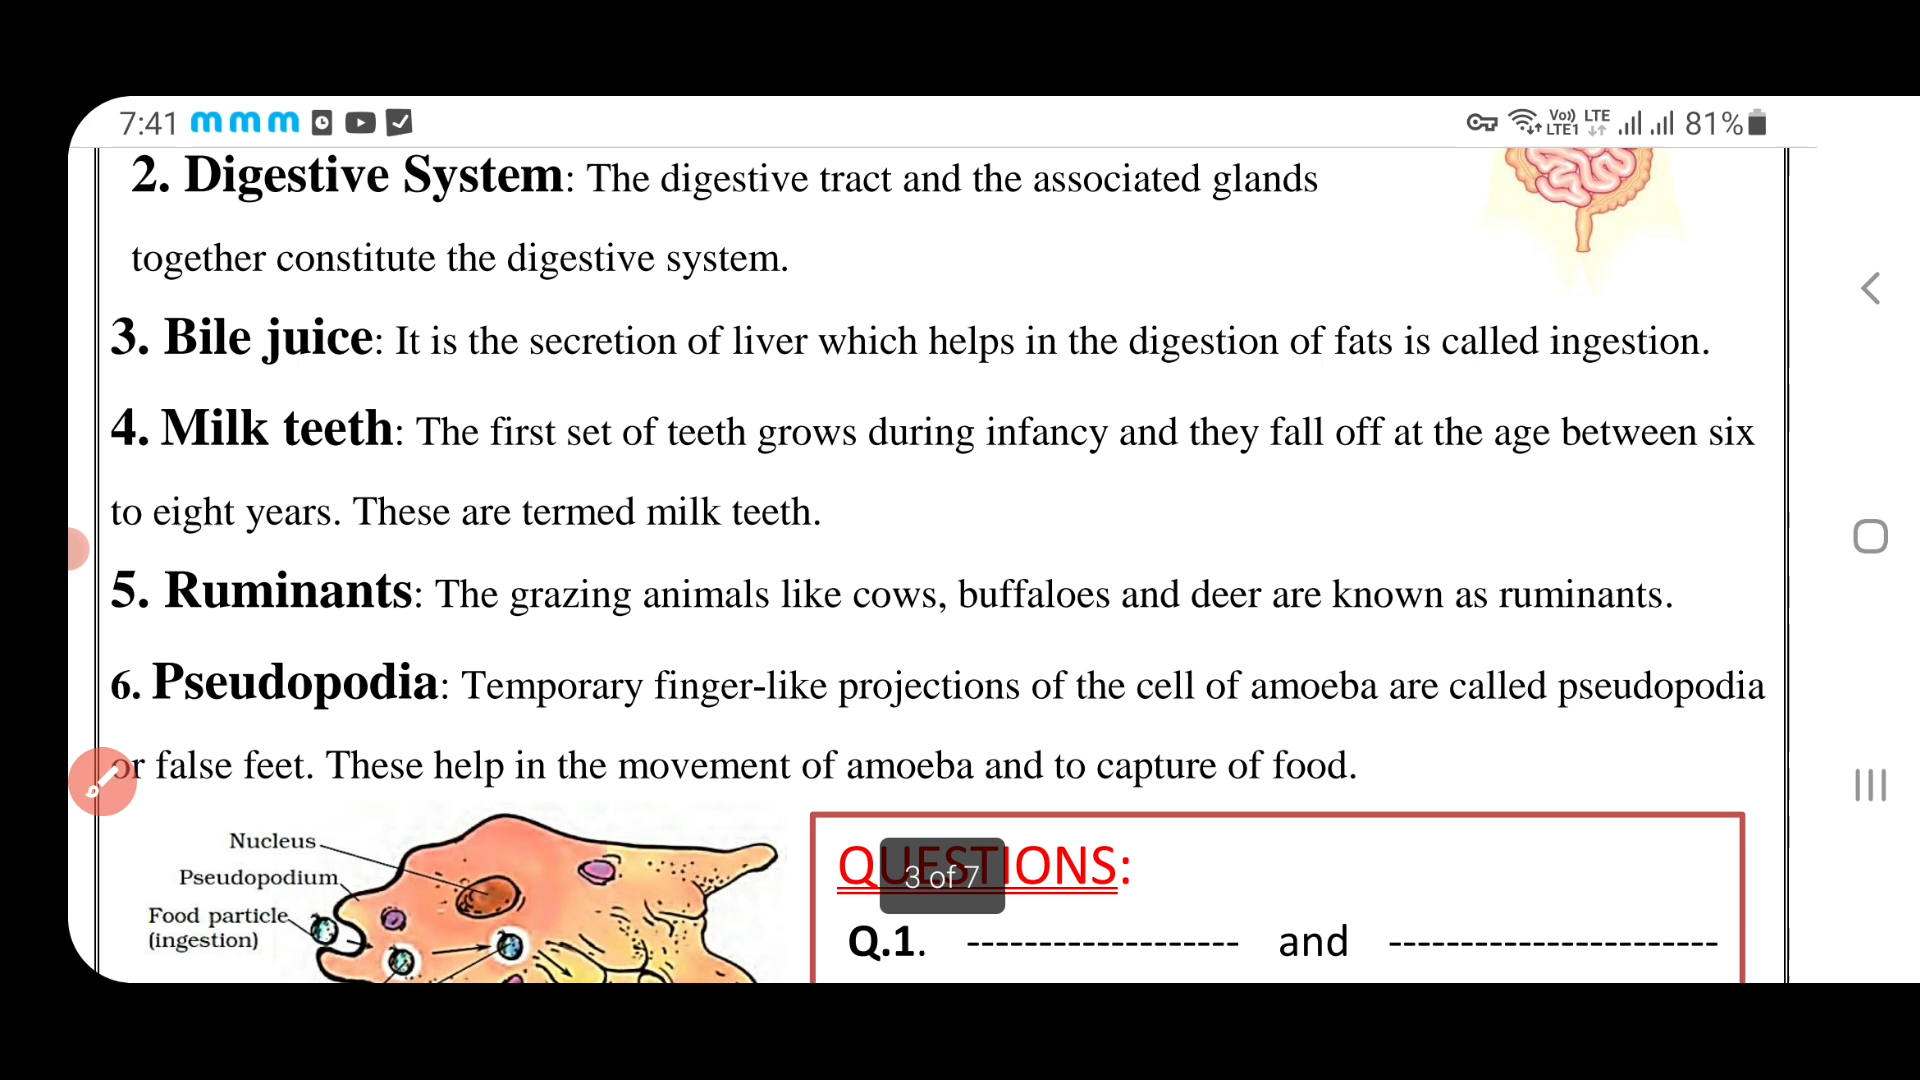 7:41 m m m Vo)) LTE1 LTE 81%
2. Digestive System: The digestive tract and the associated glands
together constitute the digestive system.
3. Bile juice: It is the secretion of liver which helps in the digestion of fats is called ingestion.
4. Milk teeth: The first set of teeth grows during infancy and they fall off at the age between six
to eight years. These are termed milk teeth.
5. Ruminants: The grazing animals like cows, buffaloes and deer are known as ruminants.
6. Pseudopodia: Temporary finger-like projections of the cell of amoeba are called pseudopodia
or false feet. These help in the movement of amoeba and to capture of food.
Nucleus
Pseudopodium
Food particle
(ingestion)
QUESTIONS:
3 of 7
Q.1. ------------------- and -----------------------